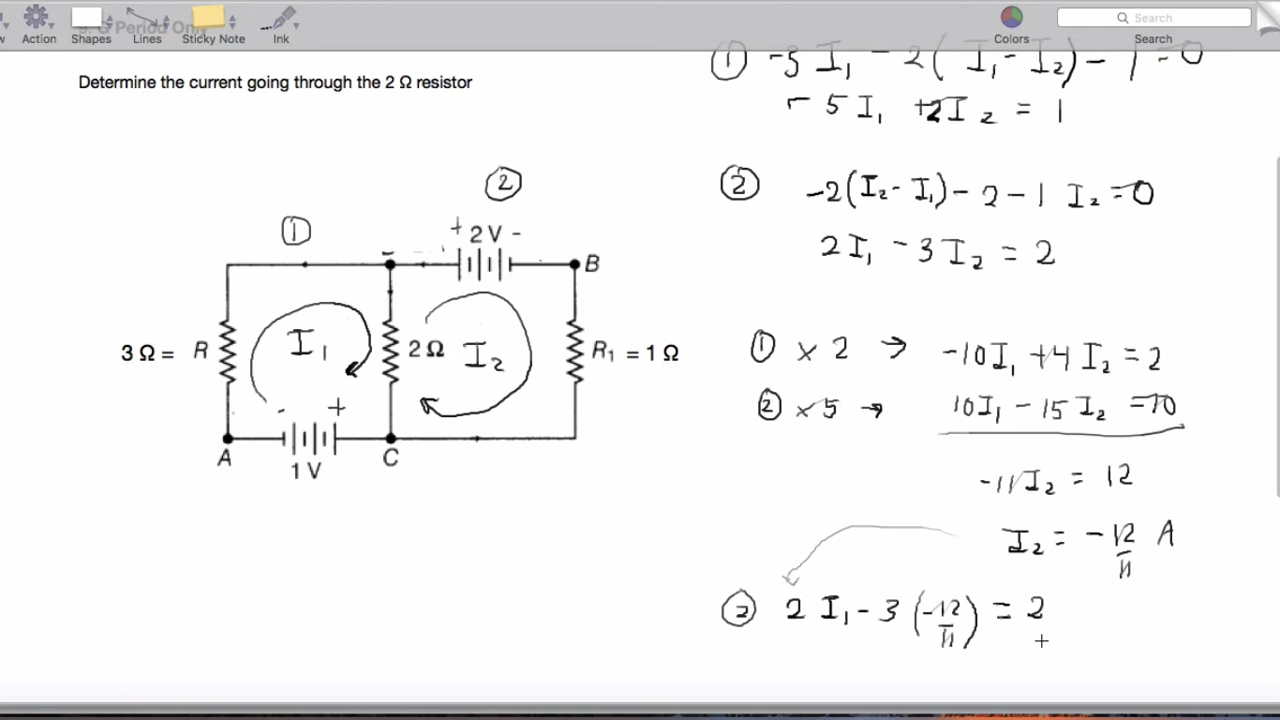 Action Shapes Lines Sticky Note Ink Colors Search
Search
Determine the current going through the 2 Ω resistor
① -3 I₁ - 2( I₁ - I₂) - 1 = 0
- 5 I₁ +2I₂ = 1
② -2(I₂ - I₁) - 2 - 1 I₂ = 0
2I₁ - 3I₂ = 2
①
②
+ 2V -
B
3 Ω = R
I₁
2 Ω
I₂
R₁ = 1 Ω
- +
A
1 V
C
① × 2 → -10I₁ +4 I₂ = 2
② × 5 → 10I₁ - 15 I₂ = 10
-11I₂ = 12
I₂ = -12/11 A
② 2 I₁ - 3 (-12/11) = 2
+